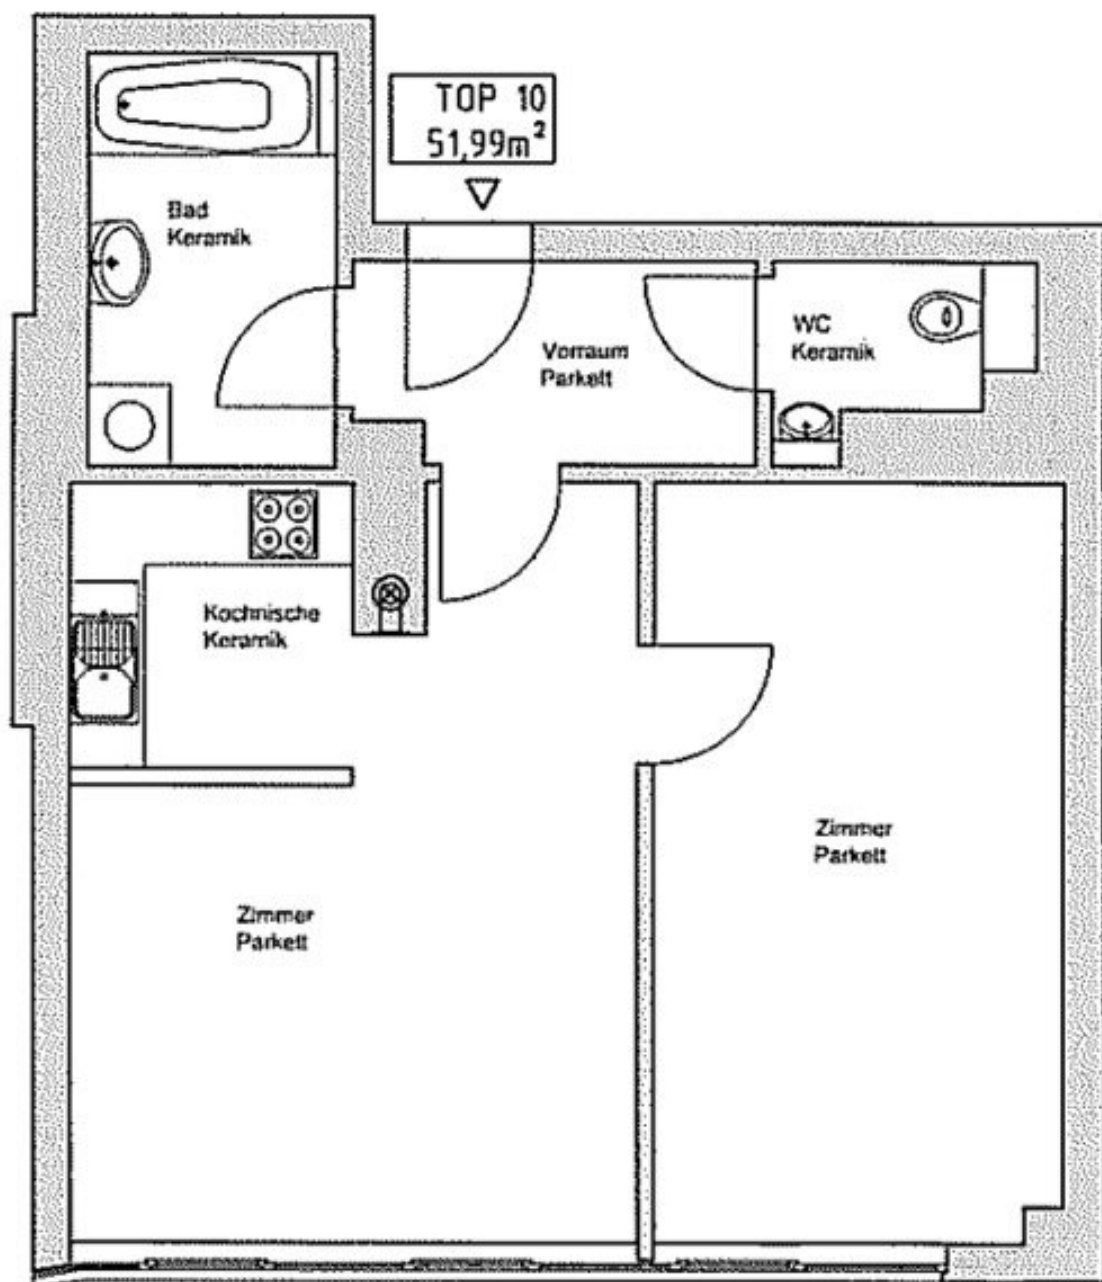 TOP 10
51,99m²
Bad
Keramik
Vorraum
Parkett
WC
Keramik
Kochnische
Keramik
Zimmer
Parkett
Zimmer
Parkett